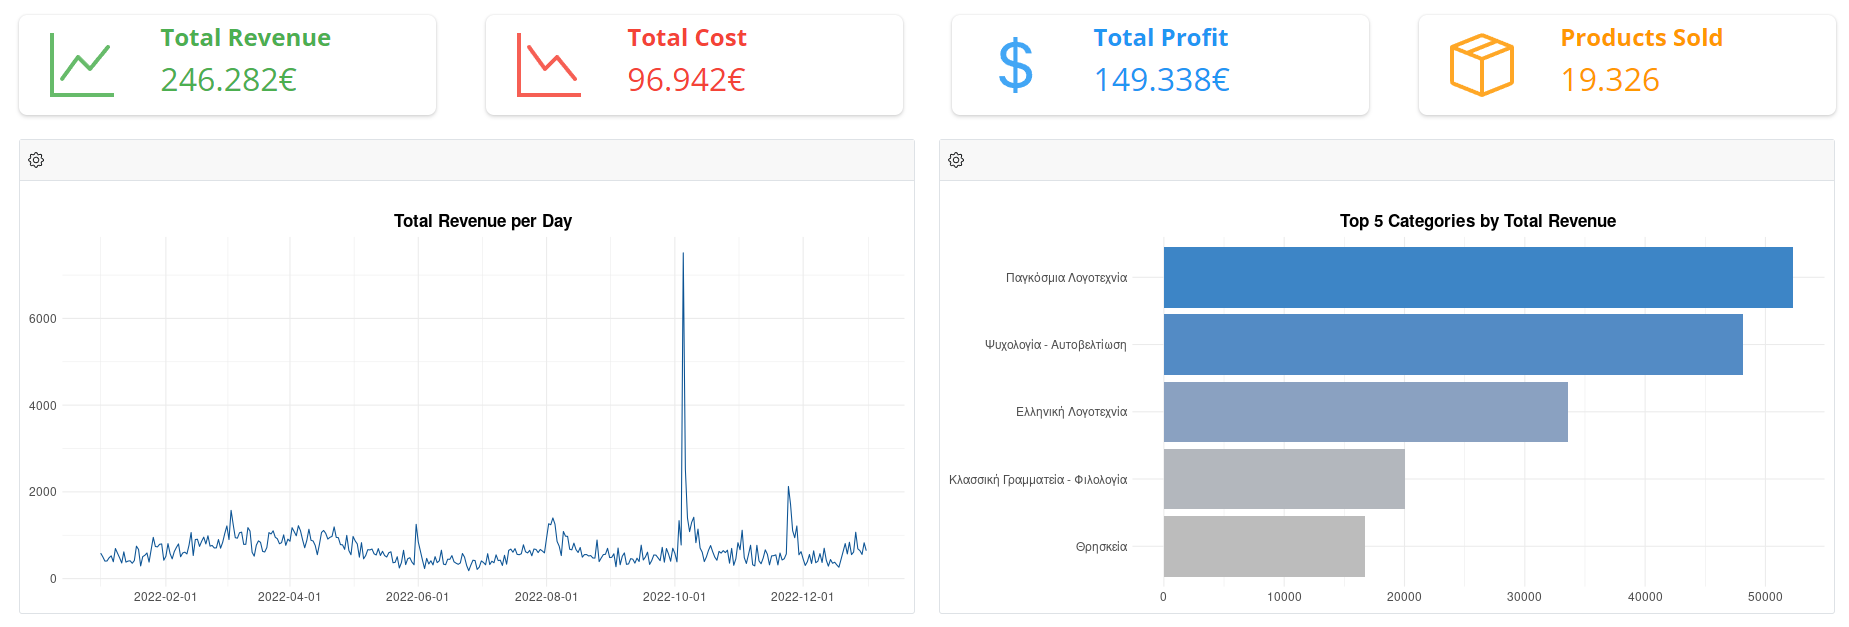 Total Revenue
246.282€
Total Cost
96.942€
Total Profit
149.338€
Products Sold
19.326
Total Revenue per Day
6000
4000
2000
0
2022-02-01
2022-04-01
2022-06-01
2022-08-01
2022-10-01
2022-12-01
Top 5 Categories by Total Revenue
Παγκόσμια Λογοτεχνία
Ψυχολογία - Αυτοβελτίωση
Ελληνική Λογοτεχνία
Κλασσική Γραμματεία - Φιλολογία
Θρησκεία
0
10000
20000
30000
40000
50000